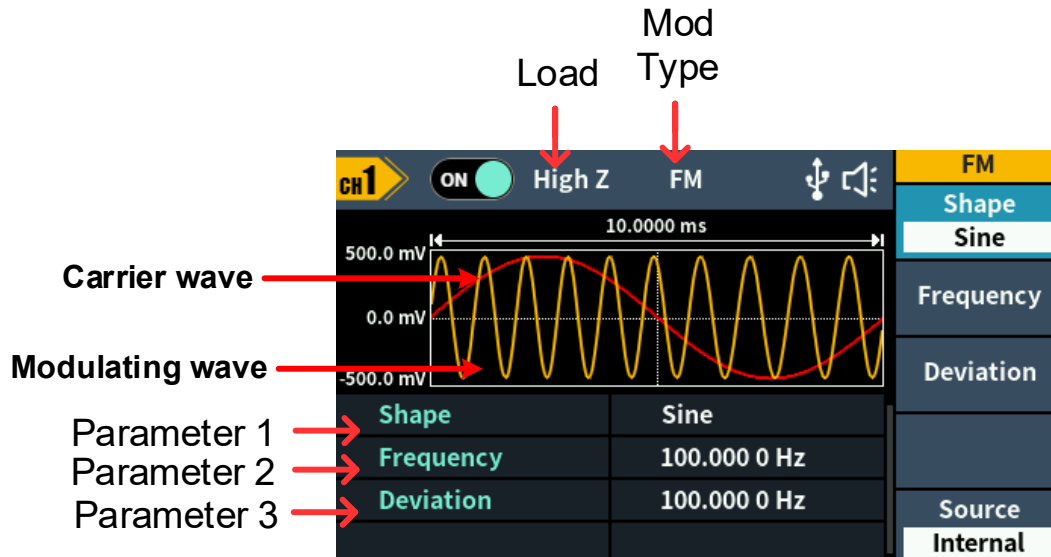 Mod
Load Type
CH1 ON High Z FM FM
Shape
Sine
10.0000 ms
500.0 mV
Carrier wave
Frequency
0.0 mV
Modulating wave
Deviation
-500.0 mV
Shape Sine
Parameter 1
Frequency 100.000 0 Hz
Parameter 2
Deviation 100.000 0 Hz
Parameter 3
Source
Internal